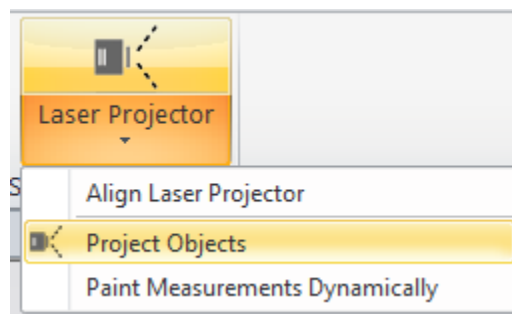 Laser Projector
Align Laser Projector
Project Objects
Paint Measurements Dynamically